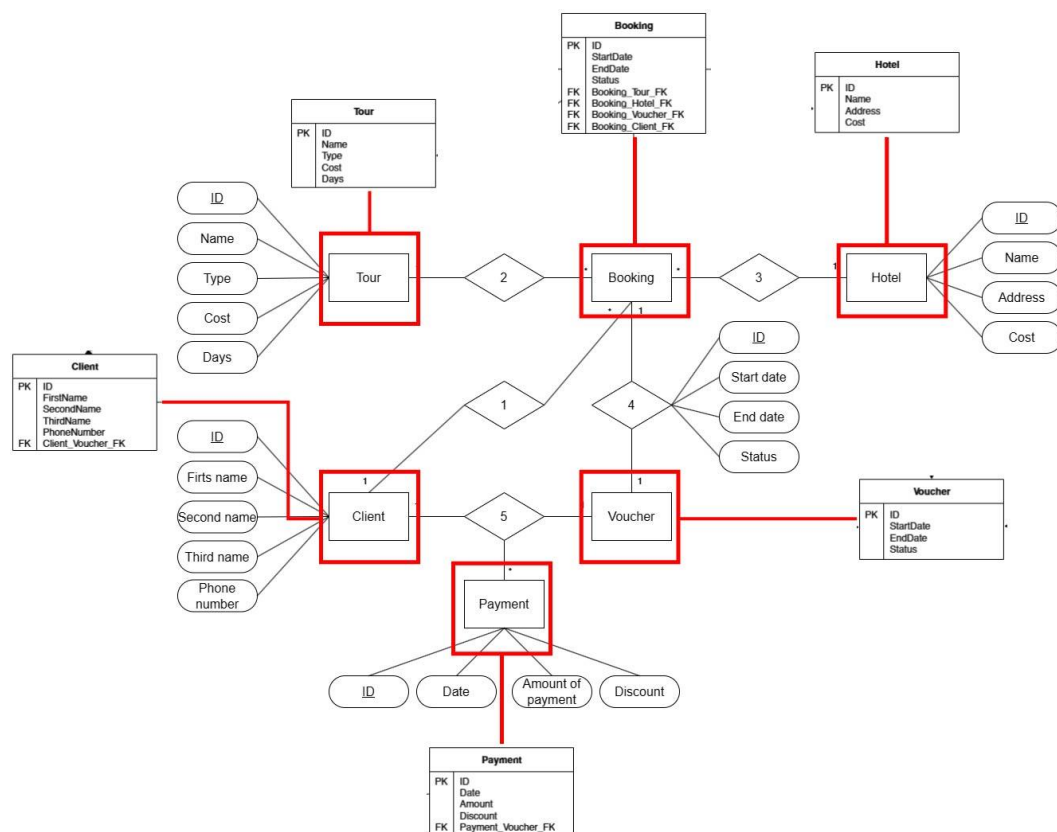 Booking
PK ID
StartDate
EndDate
Status
FK Booking_Tour_FK
FK Booking_Hotel_FK
FK Booking_Voucher_FK
FK Booking_Client_FK
Hotel
PK ID
Name
Address
Cost
Tour
PK ID
Name
Type
Cost
Days
ID
Name
Type
Cost
Days
Tour
2
*
Booking
*
3
1
Hotel
ID
Name
Address
Cost
*
1
Client
PK ID
FirstName
SecondName
ThirdName
PhoneNumber
FK Client_Voucher_FK
1
4
ID
Start date
End date
Status
ID
Firts name
Second name
Third name
Phone
number
1
Client
5
1
Voucher
Voucher
PK ID
StartDate
EndDate
Status
*
Payment
ID
Date
Amount of
payment
Discount
Payment
PK ID
Date
Amount
Discount
FK Payment_Voucher_FK